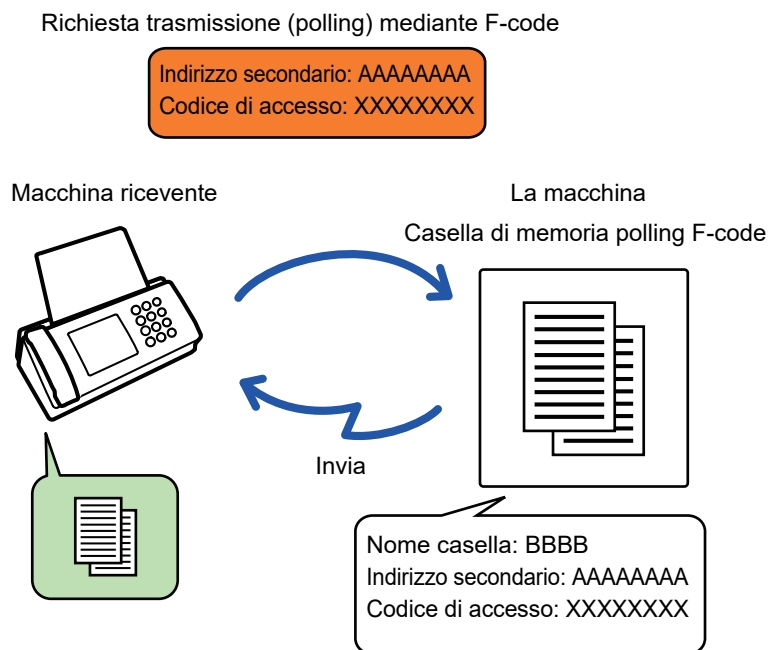 Richiesta trasmissione (polling) mediante F-code
Indirizzo secondario: AAAAAAAA
Codice di accesso: XXXXXXXX
Macchina ricevente
La macchina
Casella di memoria polling F-code
Invia
Nome casella: BBBB
Indirizzo secondario: AAAAAAAA
Codice di accesso: XXXXXXXX